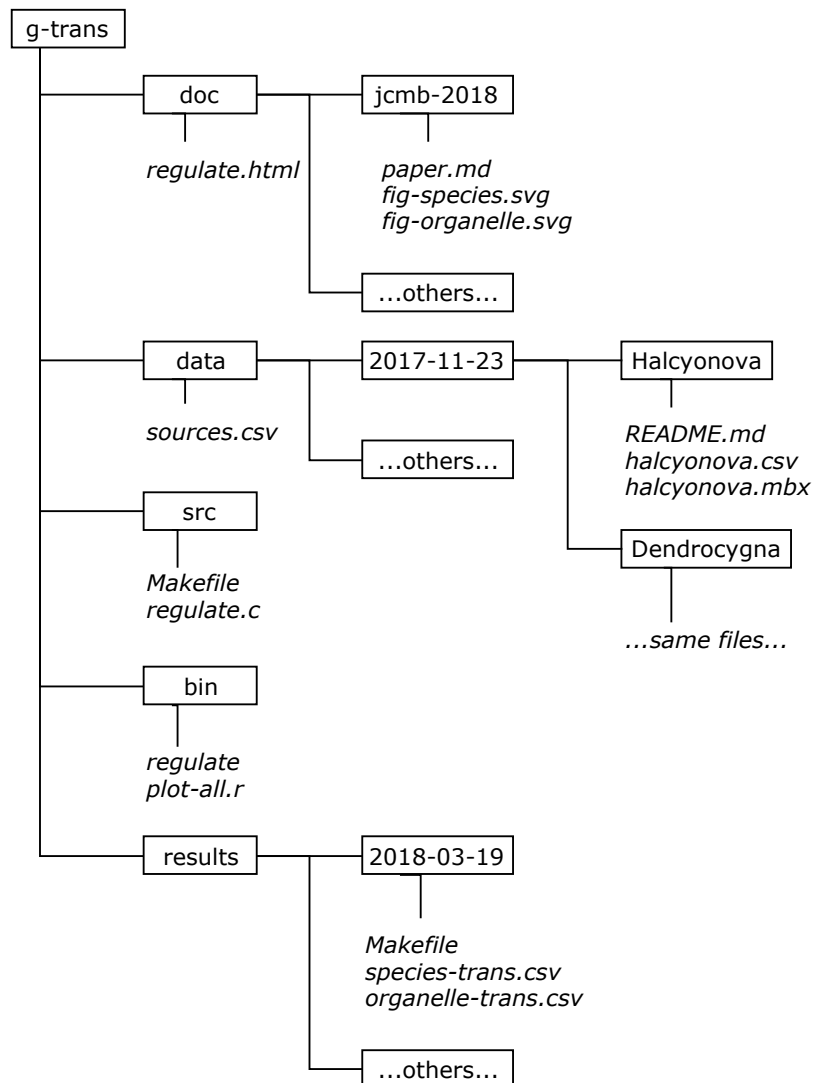 g-trans
doc
jcmb-2018
regulate.html
paper.md
fig-species.svg
fig-organelle.svg
...others...
data
2017-11-23
Halcyonova
sources.csv
README.md
halcyonova.csv
halcyonova.mbx
...others...
src
Dendrocygna
Makefile
regulate.c
...same files...
bin
regulate
plot-all.r
results
2018-03-19
Makefile
species-trans.csv
organelle-trans.csv
...others...